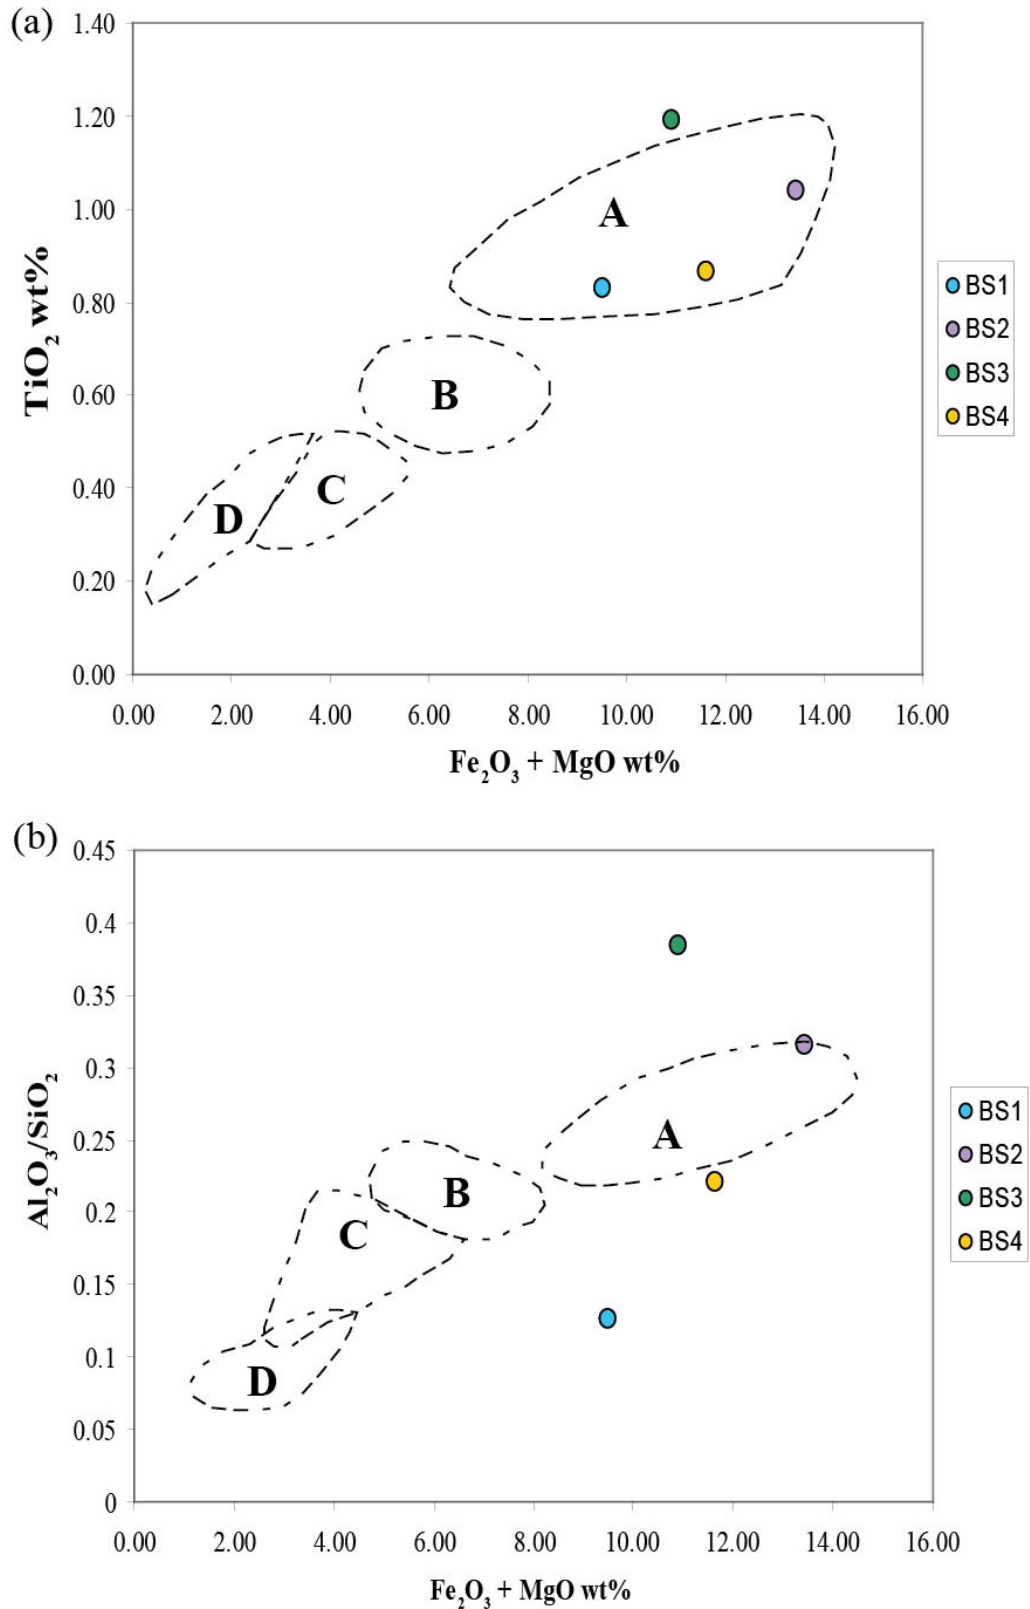 (a)
1.40
1.20
1.00
0.80
0.60
0.40
0.20
0.00
TiO₂ wt%
A
B
C
D
0.00 2.00 4.00 6.00 8.00 10.00 12.00 14.00 16.00
Fe₂O₃ + MgO wt%
BS1
BS2
BS3
BS4
(b)
0.45
0.4
0.35
0.3
0.25
0.2
0.15
0.1
0.05
0
Al₂O₃/SiO₂
A
B
C
D
0.00 2.00 4.00 6.00 8.00 10.00 12.00 14.00 16.00
Fe₂O₃ + MgO wt%
BS1
BS2
BS3
BS4